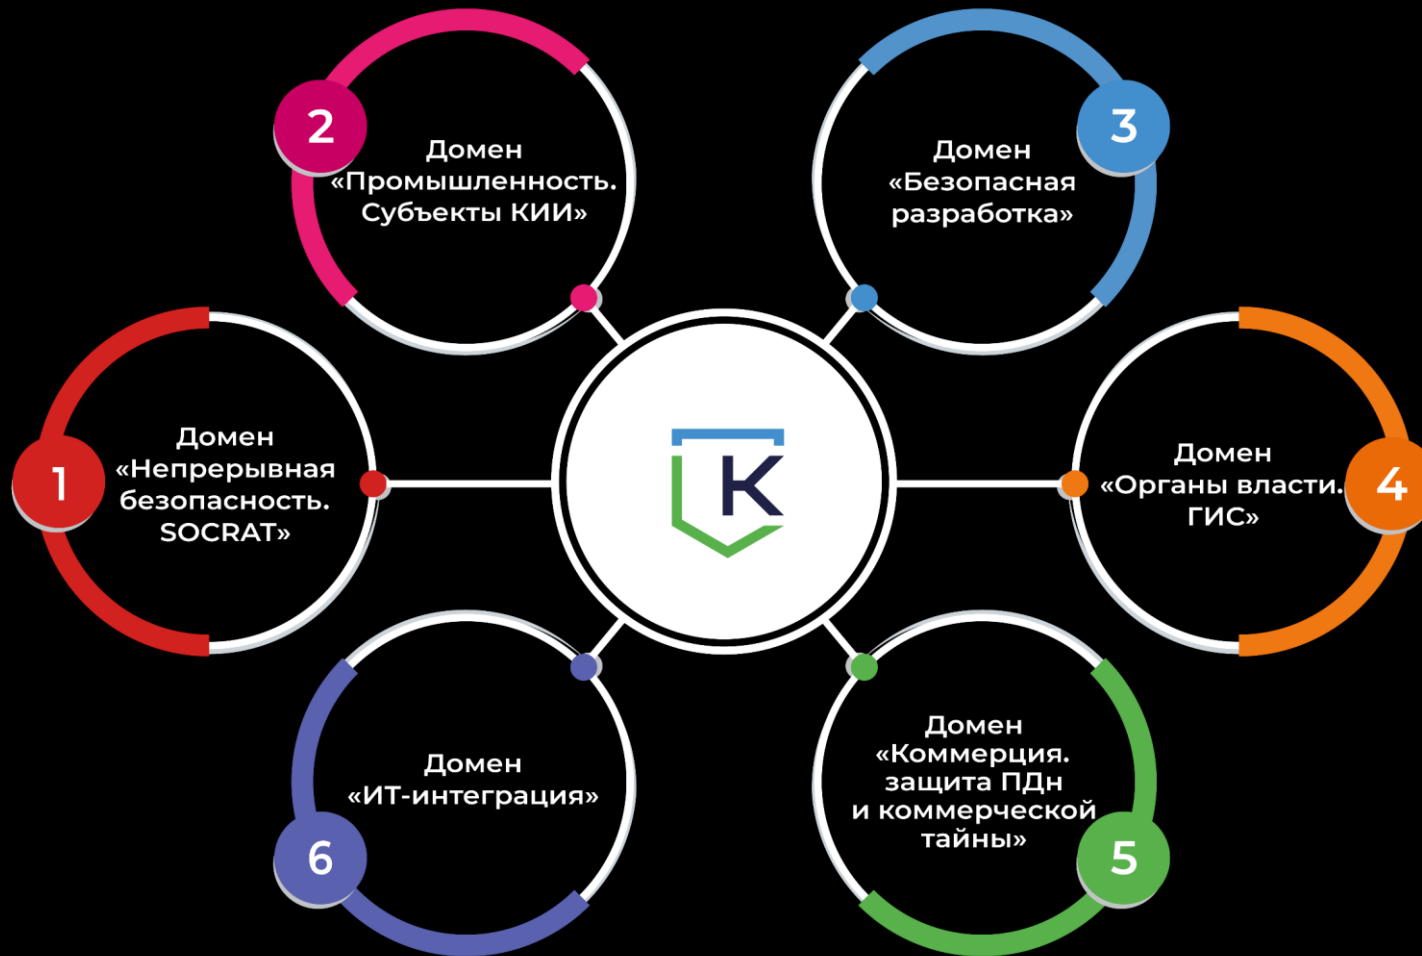 1
Домен
«Непрерывная
безопасность.
SOCRAT»
2
Домен
«Промышленность.
Субъекты КИИ»
3
Домен
«Безопасная
разработка»
4
Домен
«Органы власти.
ГИС»
5
Домен
«Коммерция.
защита ПДн
и коммерческой
тайны»
6
Домен
«ИТ-интеграция»
K